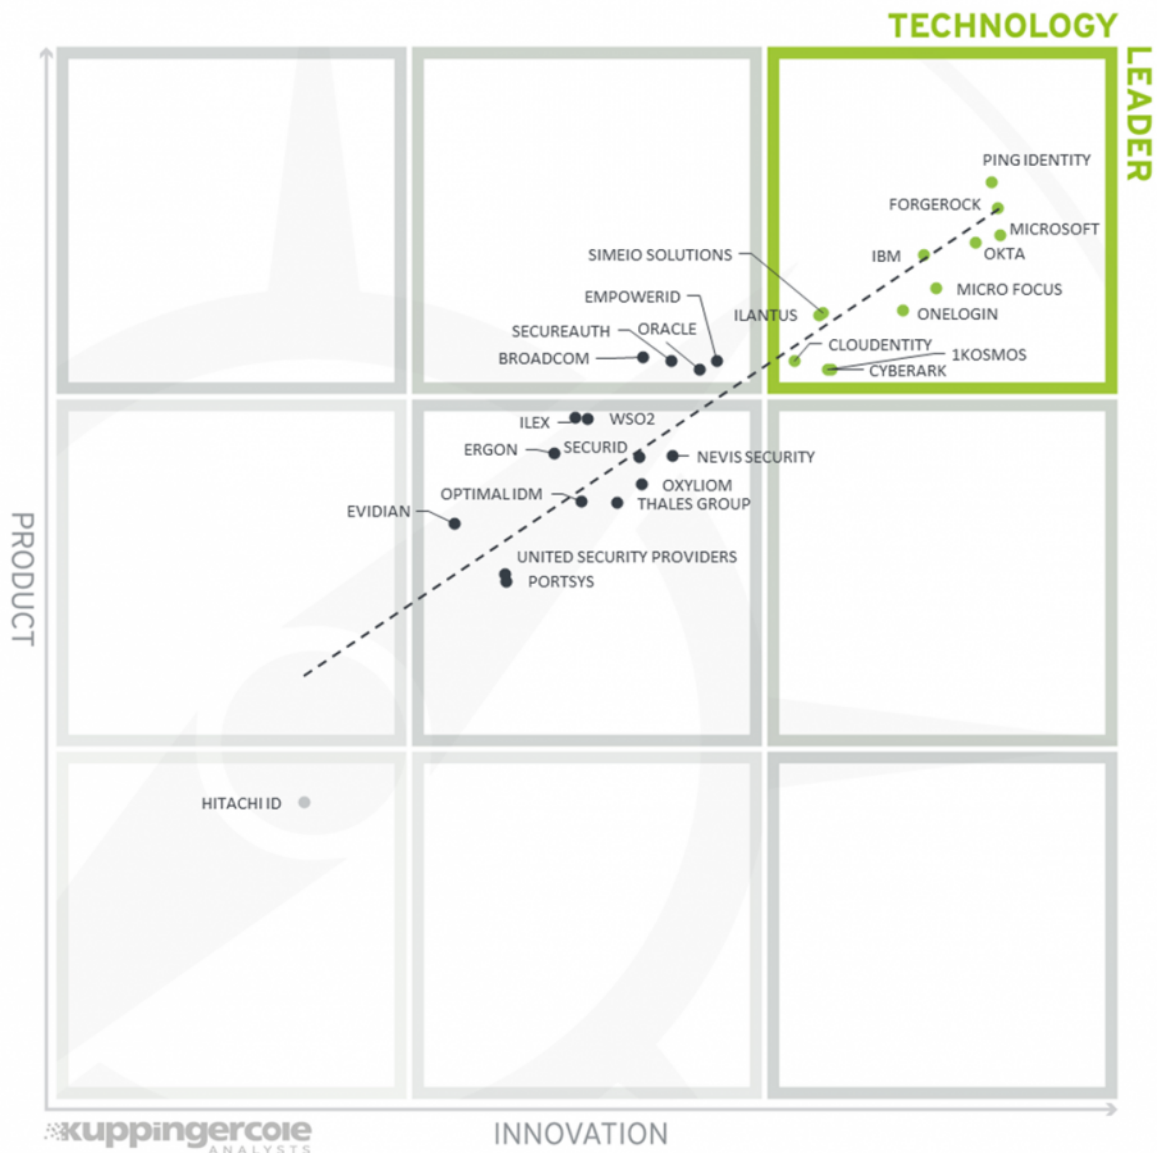 TECHNOLOGY
LEADER
PING IDENTITY
FORGEROCK
MICROSOFT
SIMEIO SOLUTIONS
IBM
OKTA
EMPOWERID
MICRO FOCUS
ILANTUS
ONELOGIN
SECUREAUTH
ORACLE
CLOUDENTITY
BROADCOM
1KOSMOS
CYBERARK
ILEX
WSO2
ERGON
SECURID
NEVIS SECURITY
OXYLIOM
OPTIMAL IDM
THALES GROUP
EVIDIAN
UNITED SECURITY PROVIDERS
PORTSYS
PRODUCT
HITACHI ID
kuppingercole
ANALYSTS
INNOVATION